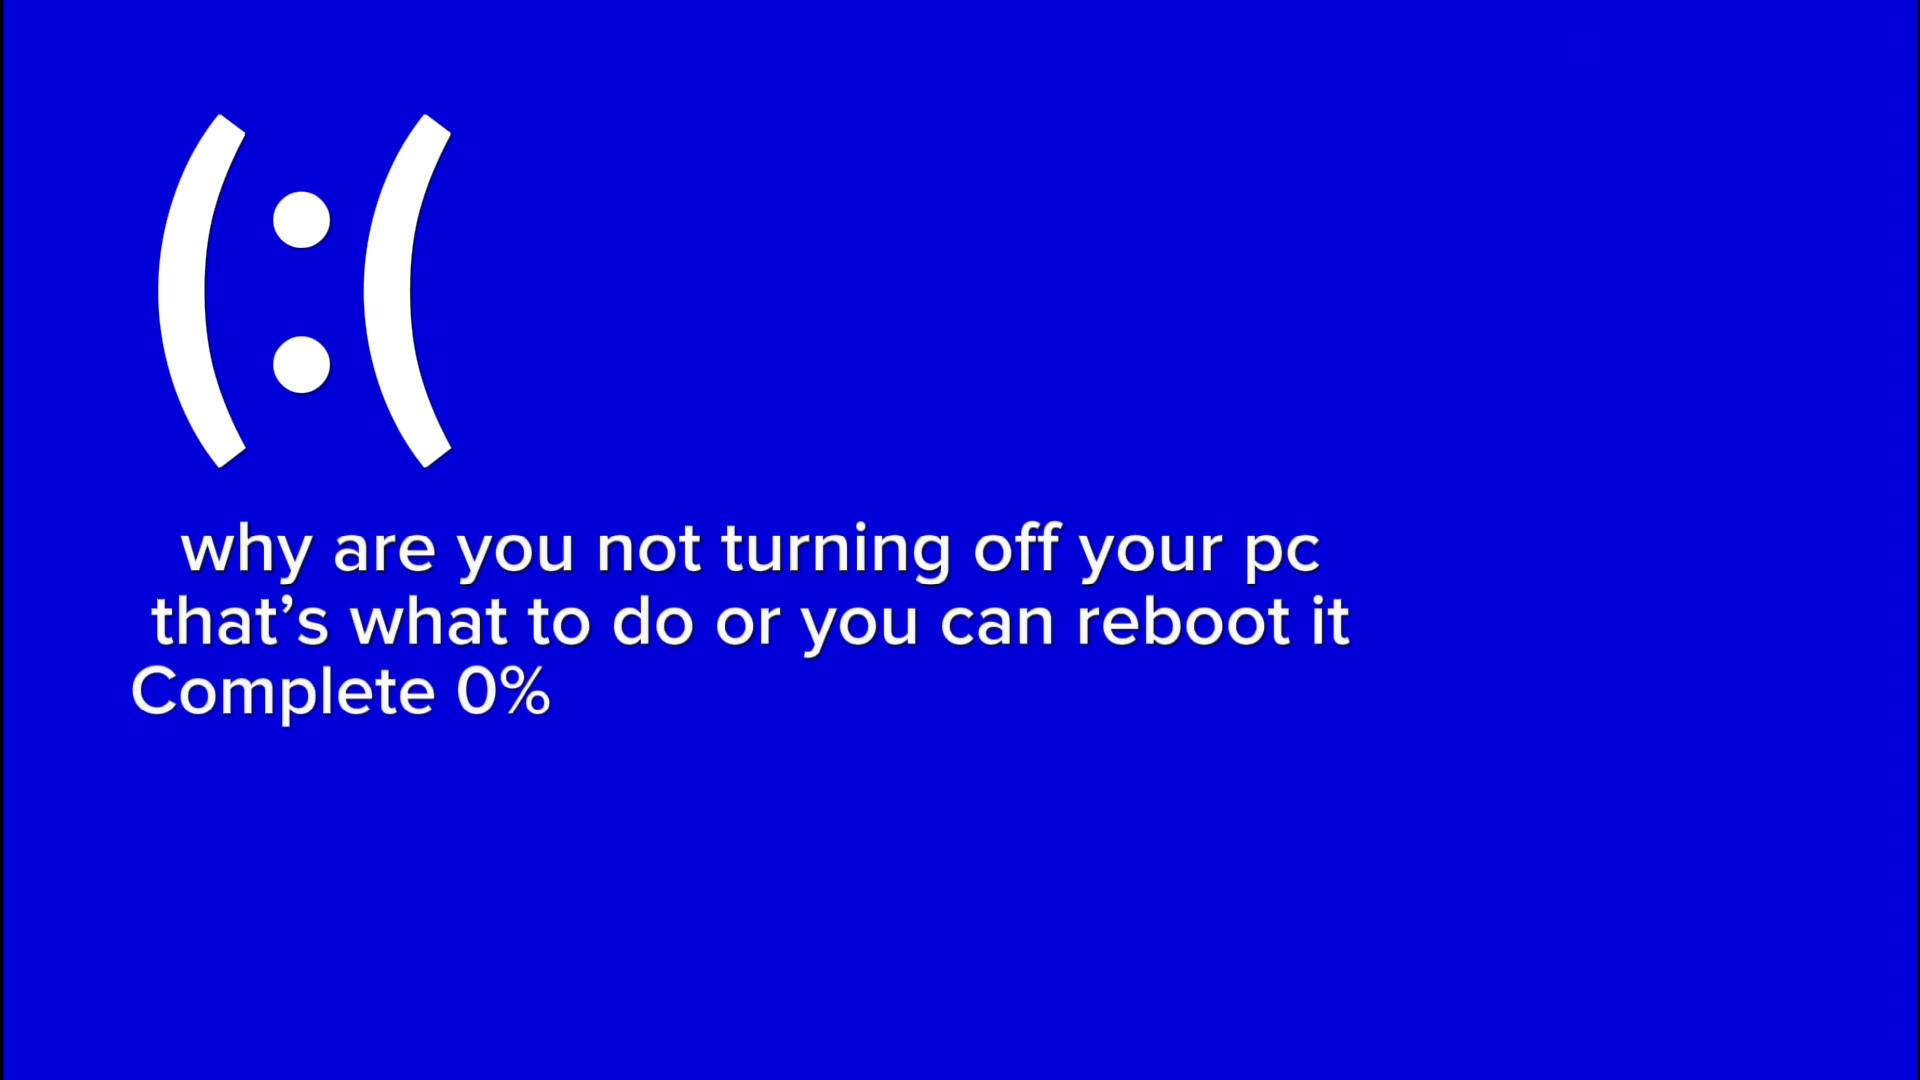 (:(
why are you not turning off your pc
that’s what to do or you can reboot it
Complete 0%